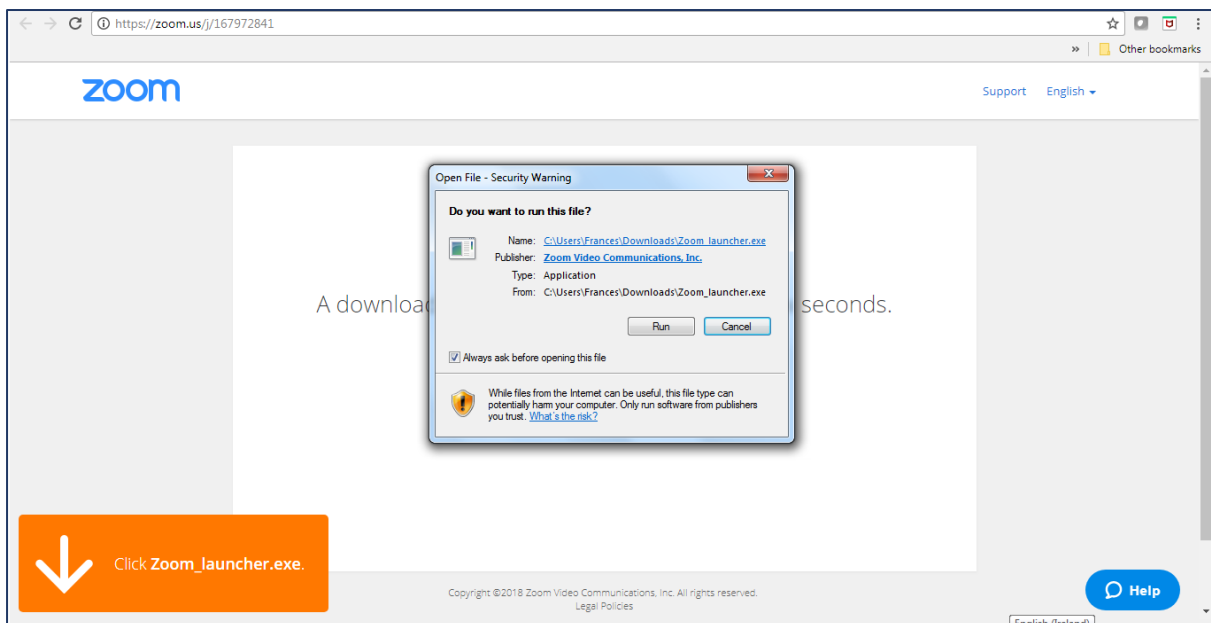 https://zoom.us/j/167972841
» Other bookmarks
zoom
Support English
Open File - Security Warning
x
Do you want to run this file?
Name: C:\Users\Frances\Downloads\Zoom_launcher.exe
Publisher: Zoom Video Communications, Inc.
Type: Application
From: C:\Users\Frances\Downloads\Zoom_launcher.exe
A download seconds.
Run Cancel
Always ask before opening this file
While files from the Internet can be useful, this file type can
potentially harm your computer. Only run software from publishers
you trust. What's the risk?
Click Zoom_launcher.exe.
Copyright ©2018 Zoom Video Communications, Inc. All rights reserved.
Legal Policies
Help
English (Ireland)